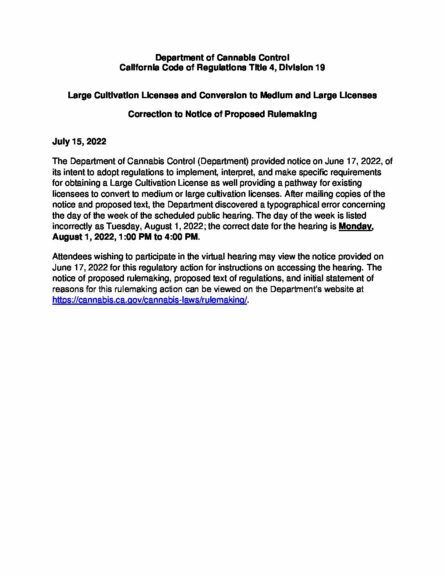 Department of Cannabis Control
California Code of Regulations Title 4, Division 19
Large Cultivation Licenses and Conversion to Medium and Large Licenses
Correction to Notice of Proposed Rulemaking
July 15, 2022
The Department of Cannabis Control (Department) provided notice on June 17, 2022, of
its intent to adopt regulations to implement, interpret, and make specific requirements
for obtaining a Large Cultivation License as well providing a pathway for existing
licensees to convert to medium or large cultivation licenses. After mailing copies of the
notice and proposed text, the Department discovered a typographical error concerning
the day of the week of the scheduled public hearing. The day of the week is listed
incorrectly as Tuesday, August 1, 2022; the correct date for the hearing is Monday,
August 1, 2022, 1:00 PM to 4:00 PM.
Attendees wishing to participate in the virtual hearing may view the notice provided on
June 17, 2022 for this regulatory action for instructions on accessing the hearing. The
notice of proposed rulemaking, proposed text of regulations, and initial statement of
reasons for this rulemaking action can be viewed on the Department's website at
https://cannabis.ca.gov/cannabis-laws/rulemaking/.